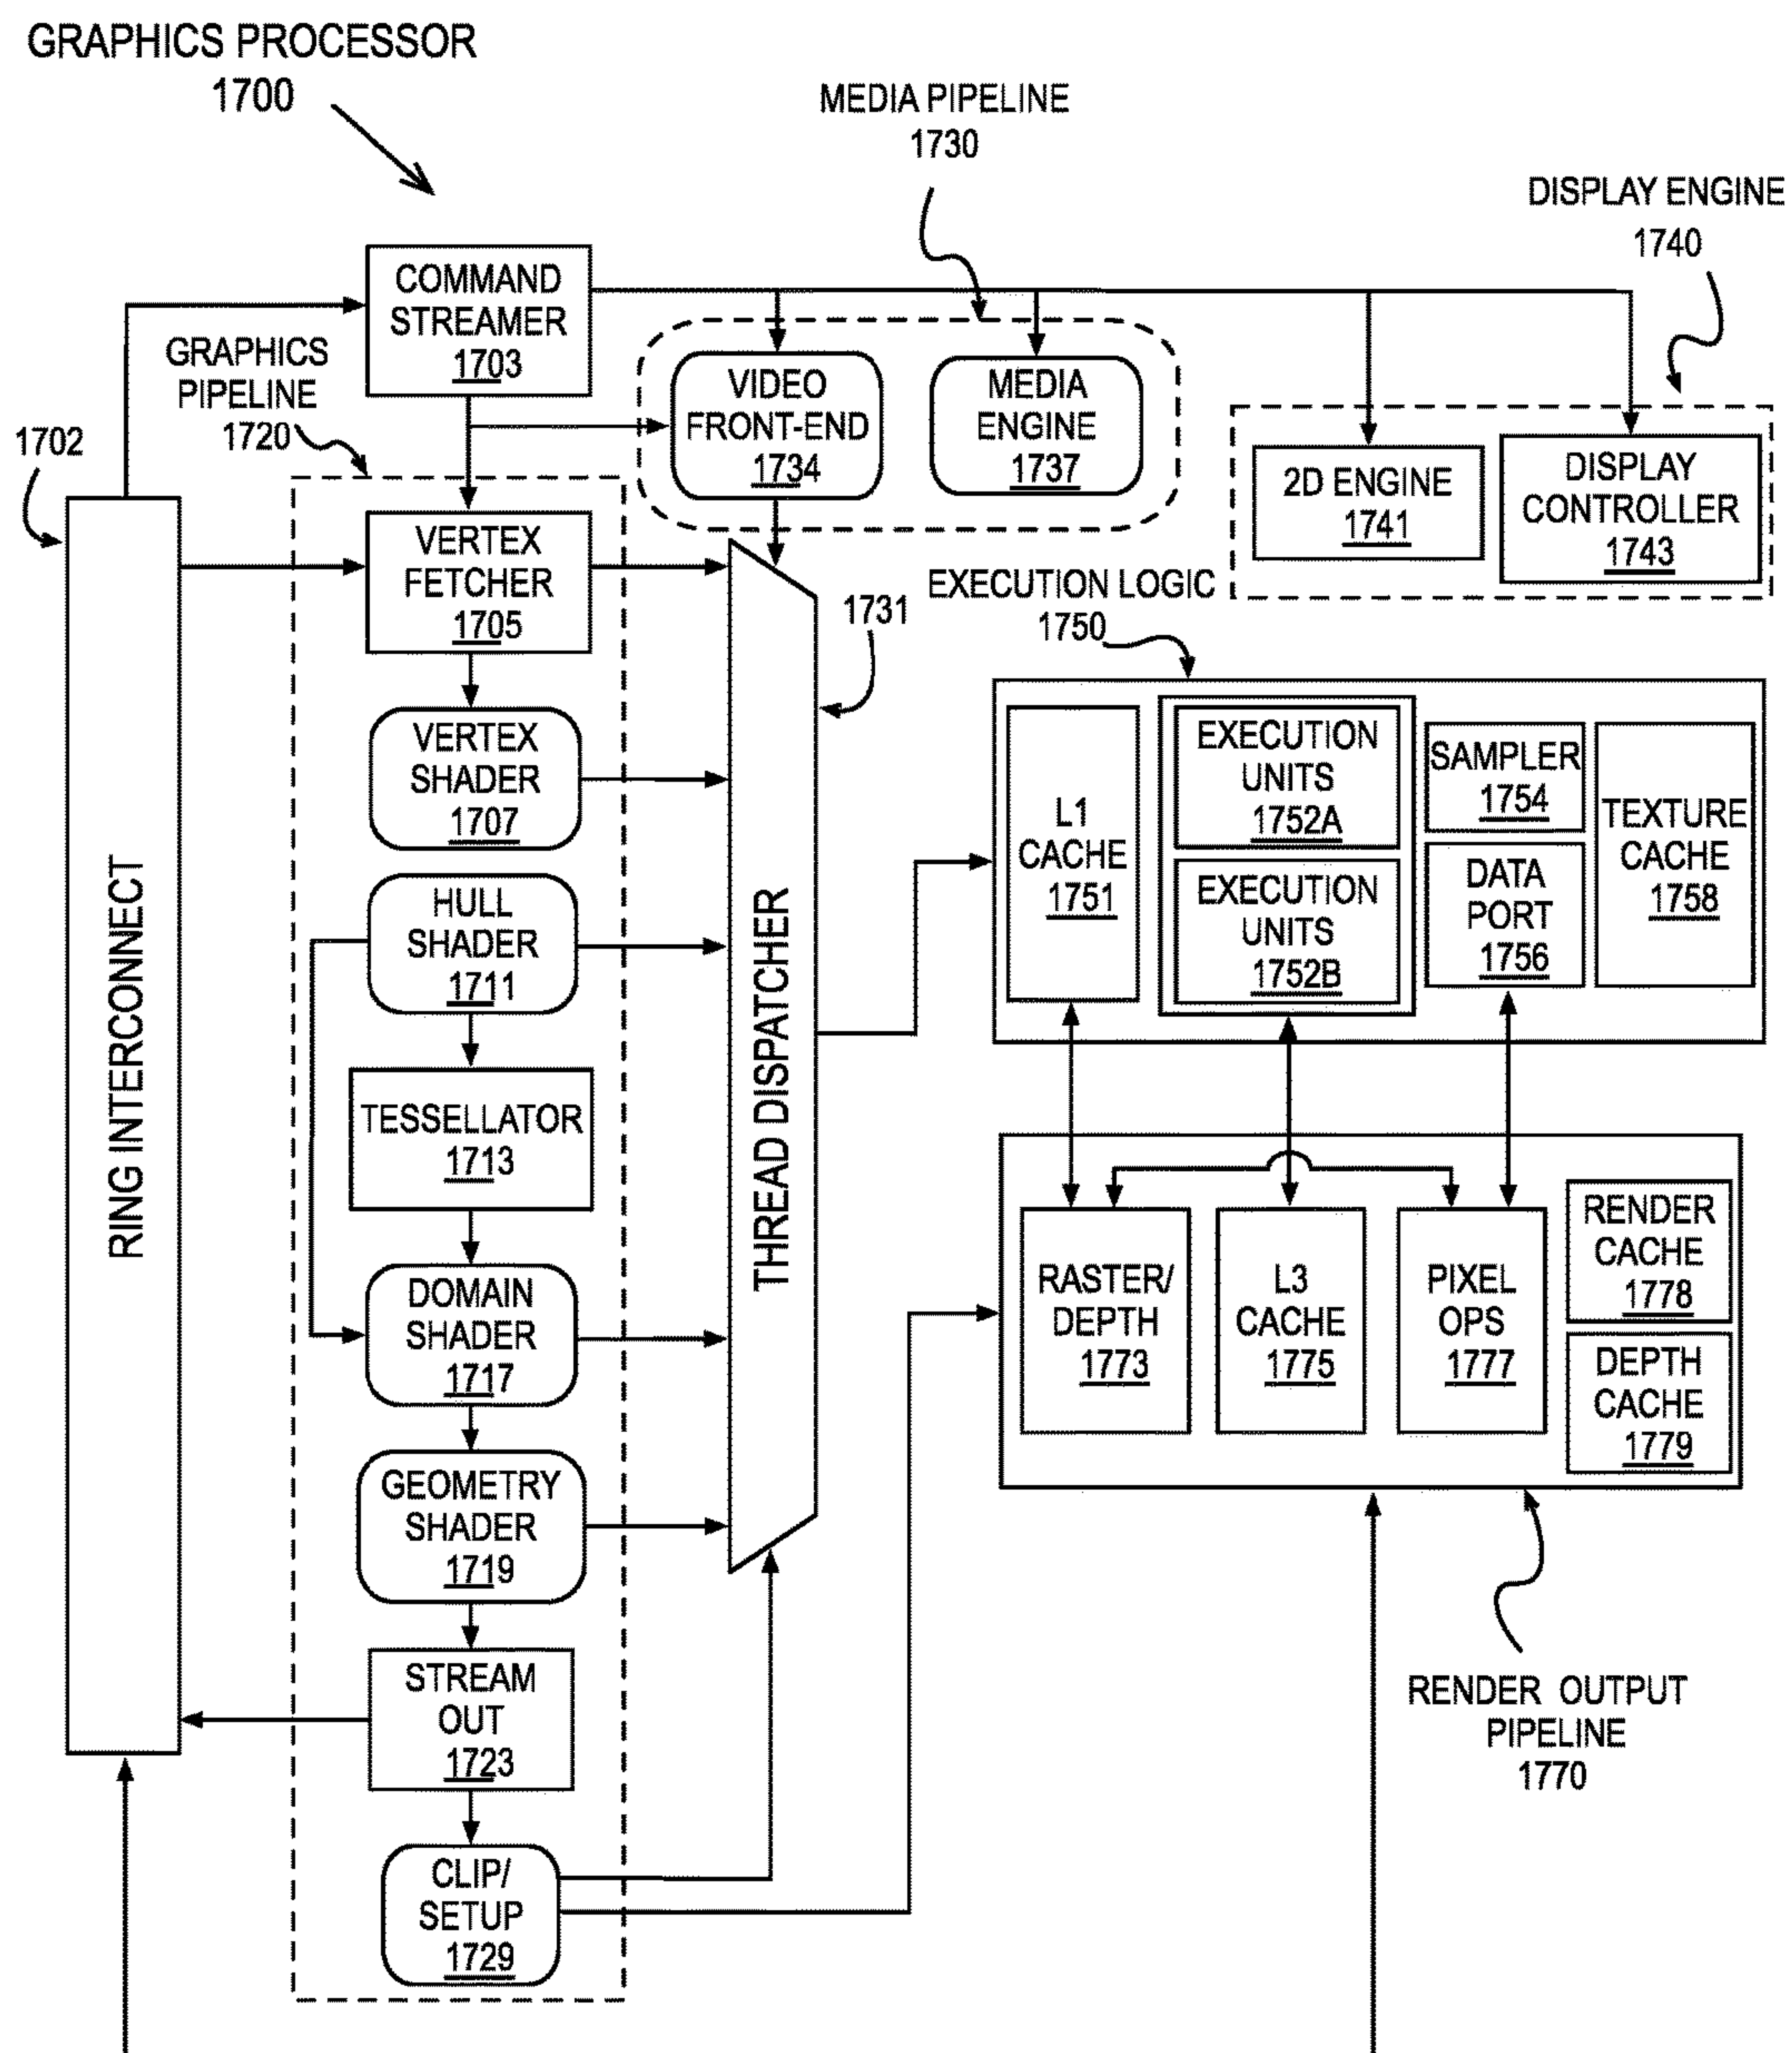 GRAPHICS PROCESSOR
1700
MEDIA PIPELINE
1730
DISPLAY ENGINE
1740
COMMAND
STREAMER
1703
GRAPHICS
PIPELINE
1720
1702
VIDEO
FRONT-END
1734
MEDIA
ENGINE
1737
2D ENGINE
1741
DISPLAY
CONTROLLER
1743
RING INTERCONNECT
VERTEX
FETCHER
1705
VERTEX
SHADER
1707
HULL
SHADER
1711
TESSELLATOR
1713
DOMAIN
SHADER
1717
GEOMETRY
SHADER
1719
STREAM
OUT
1723
CLIP/
SETUP
1729
THREAD DISPATCHER
1731
EXECUTION LOGIC
1750
L1
CACHE
1751
EXECUTION
UNITS
1752A
EXECUTION
UNITS
1752B
SAMPLER
1754
DATA
PORT
1756
TEXTURE
CACHE
1758
RASTER/
DEPTH
1773
L3
CACHE
1775
PIXEL
OPS
1777
RENDER
CACHE
1778
DEPTH
CACHE
1779
RENDER OUTPUT
PIPELINE
1770